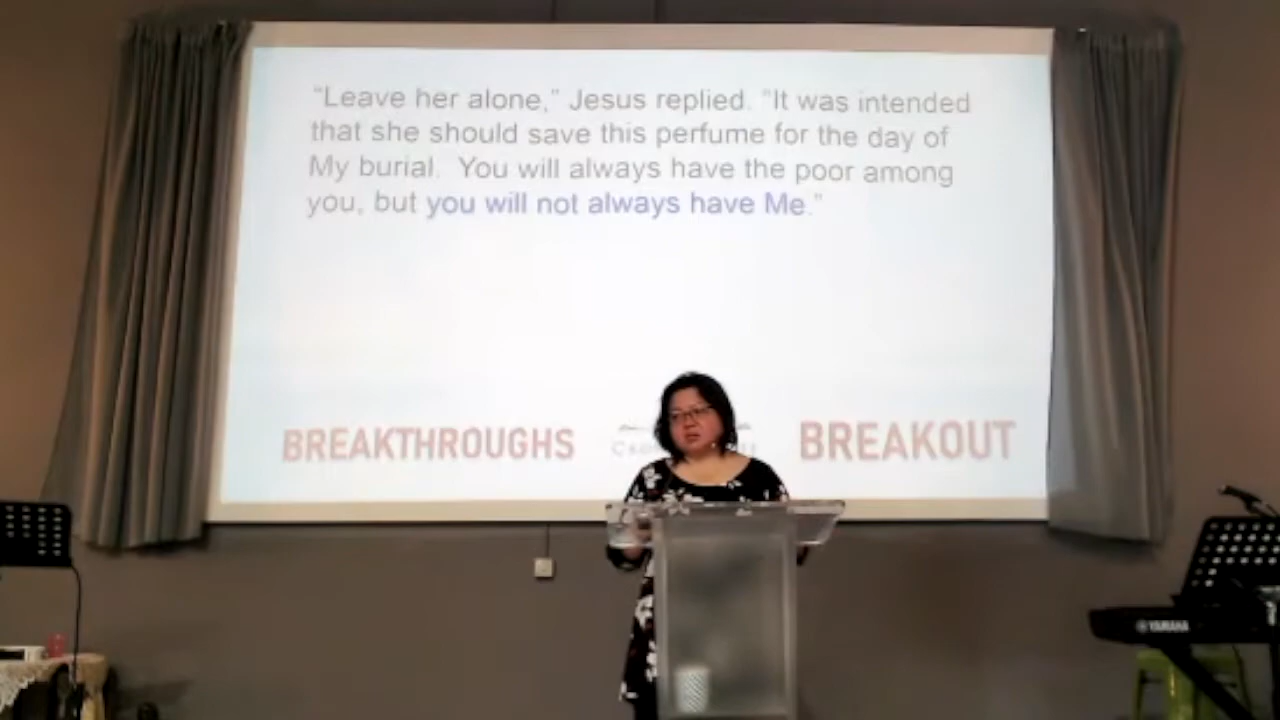 “Leave her alone,” Jesus replied. “It was intended
that she should save this perfume for the day of
My burial.  You will always have the poor among
you, but you will not always have Me.”
BREAKTHROUGHS
BREAKOUT
YAMAHA